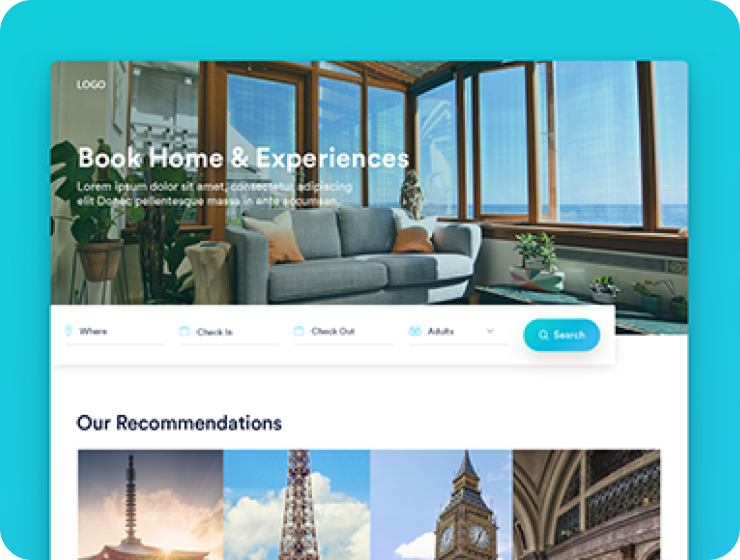 LOGO
Book Home & Experiences
Lorem ipsum dolor sit amet, consectetur adipiscing
elit Donec pellentesque massa in ante accumsan.
Where
Check In
Check Out
Adults
Search
Our Recommendations